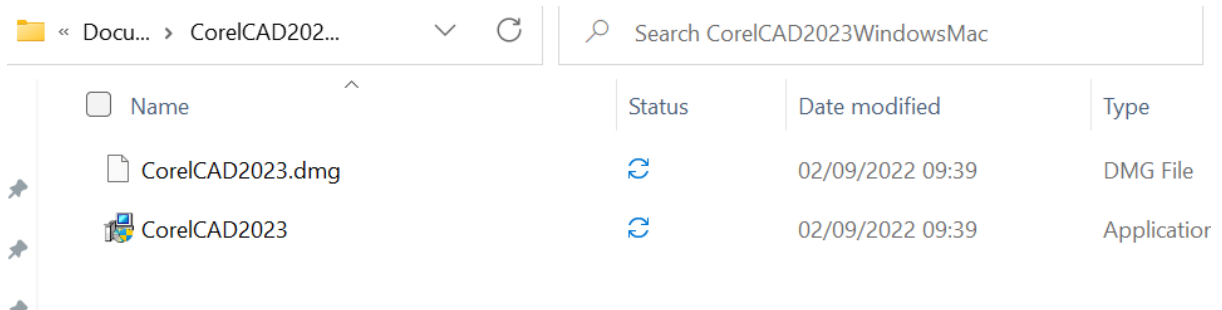 « Docu... > CorelCAD202... Search CorelCAD2023WindowsMac
Name Status Date modified Type
CorelCAD2023.dmg 02/09/2022 09:39 DMG File
CorelCAD2023 02/09/2022 09:39 Application